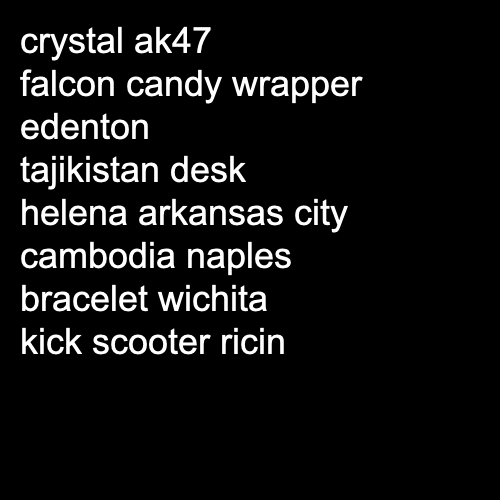 crystal ak47
falcon candy wrapper
edenton
tajikistan desk
helena arkansas city
cambodia naples
bracelet wichita
kick scooter ricin